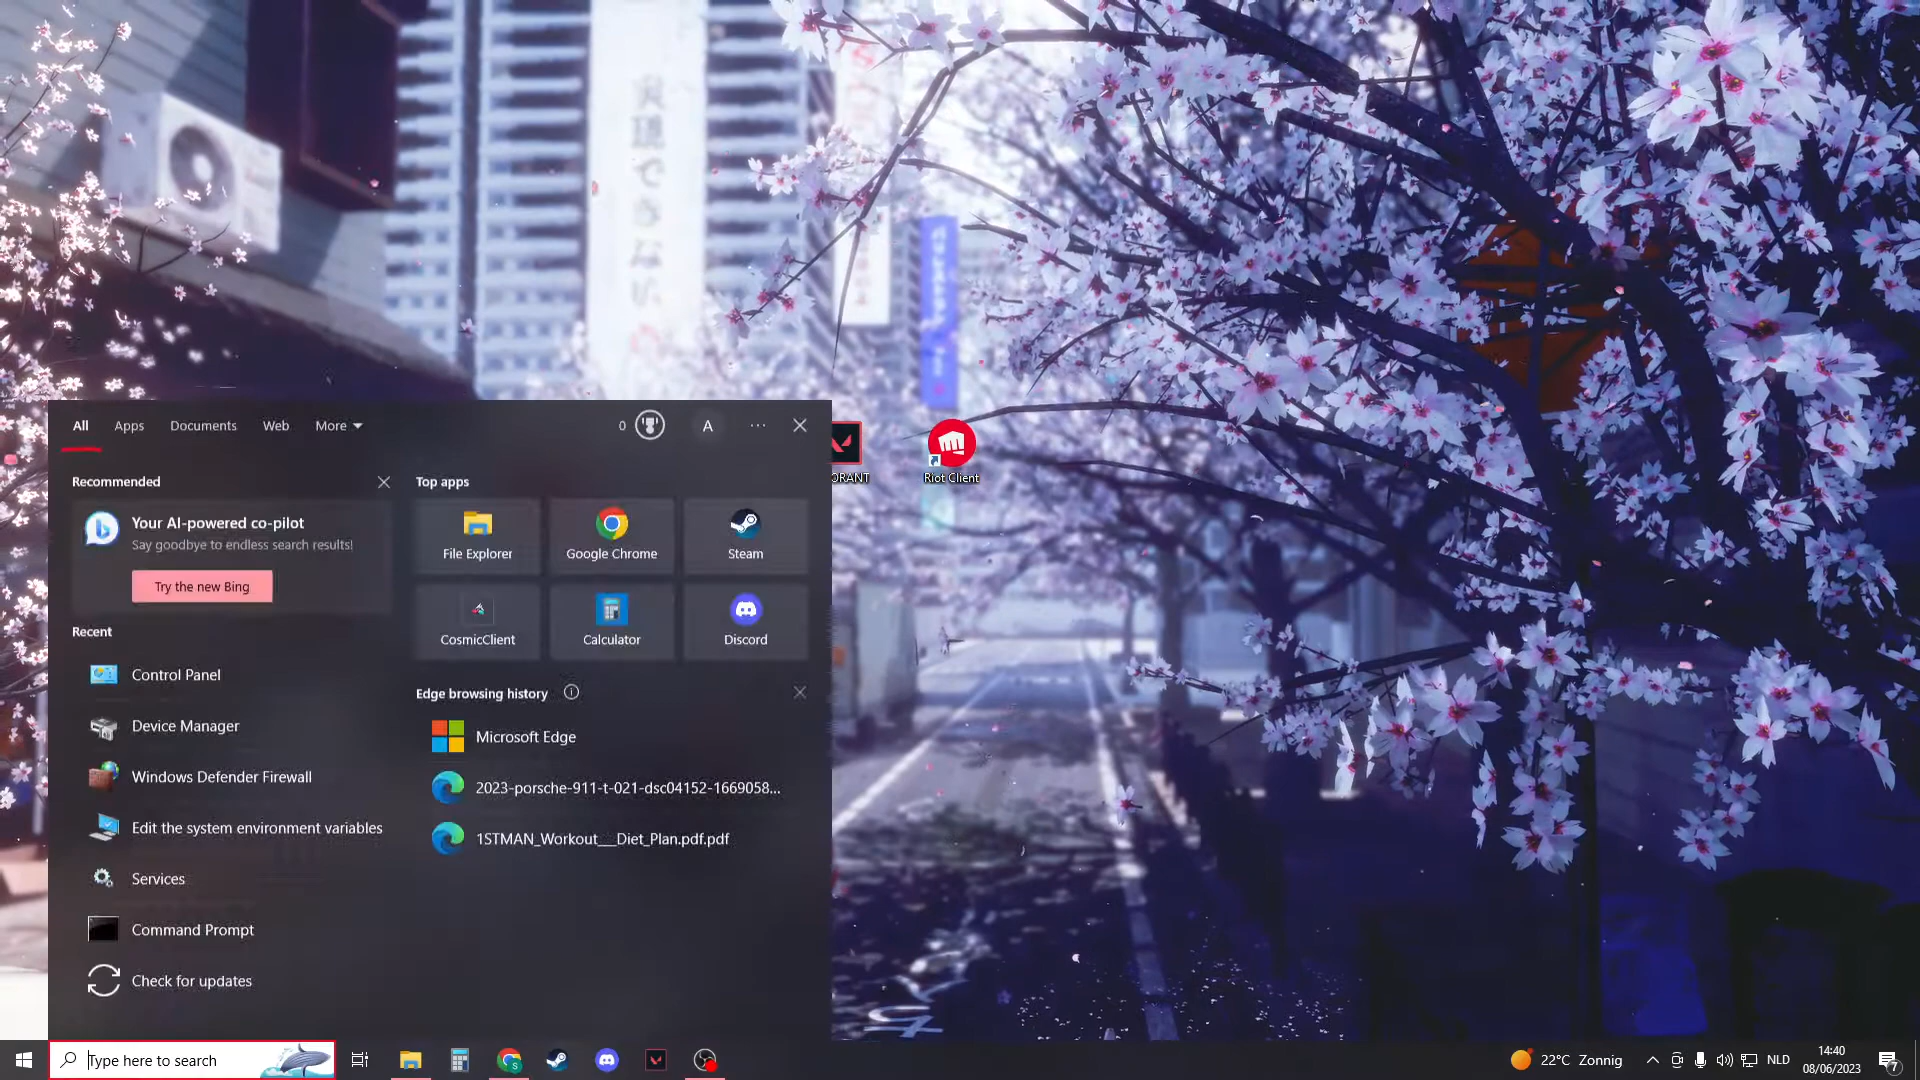 All
Apps
Documents
Web
More
0
A
ORANT
Riot Client
Recommended
Your AI-powered co-pilot
Say goodbye to endless search results!
Try the new Bing
Top apps
File Explorer
Google Chrome
Steam
CosmicClient
Calculator
Discord
Recent
Control Panel
Device Manager
Windows Defender Firewall
Edit the system environment variables
Services
Command Prompt
Check for updates
Edge browsing history
Microsoft Edge
2023-porsche-911-t-021-dsc04152-1669058...
1STMAN_Workout___Diet_Plan.pdf.pdf
Type here to search
22°C Zonnig
NLD
14:40
08/06/2023
7